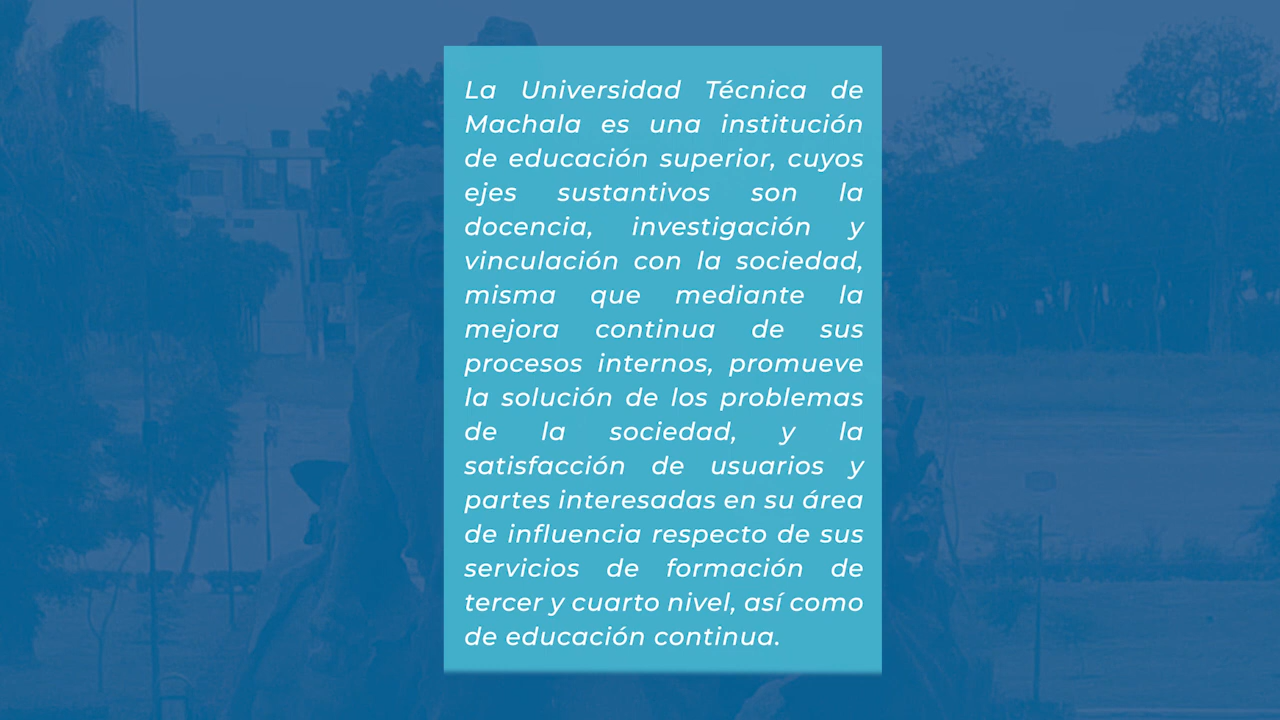 La Universidad Técnica de
Machala es una institución
de educación superior, cuyos
ejes sustantivos son la
docencia, investigación y
vinculación con la sociedad,
misma que mediante la
mejora continua de sus
procesos internos, promueve
la solución de los problemas
de la sociedad, y la
satisfacción de usuarios y
partes interesadas en su área
de influencia respecto de sus
servicios de formación de
tercer y cuarto nivel, así como
de educación continua.